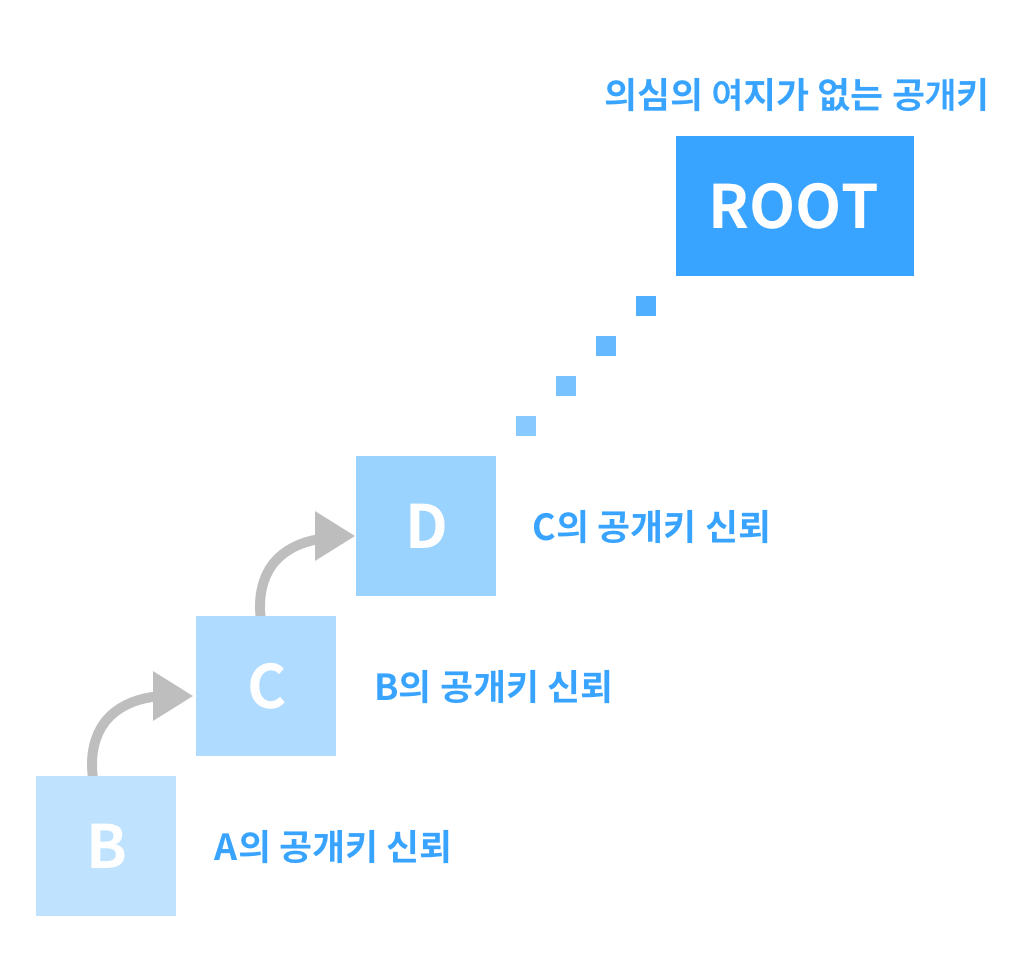 의심의 여지가 없는 공개키
ROOT
D
C의 공개키 신뢰
C
B의 공개키 신뢰
B
A의 공개키 신뢰